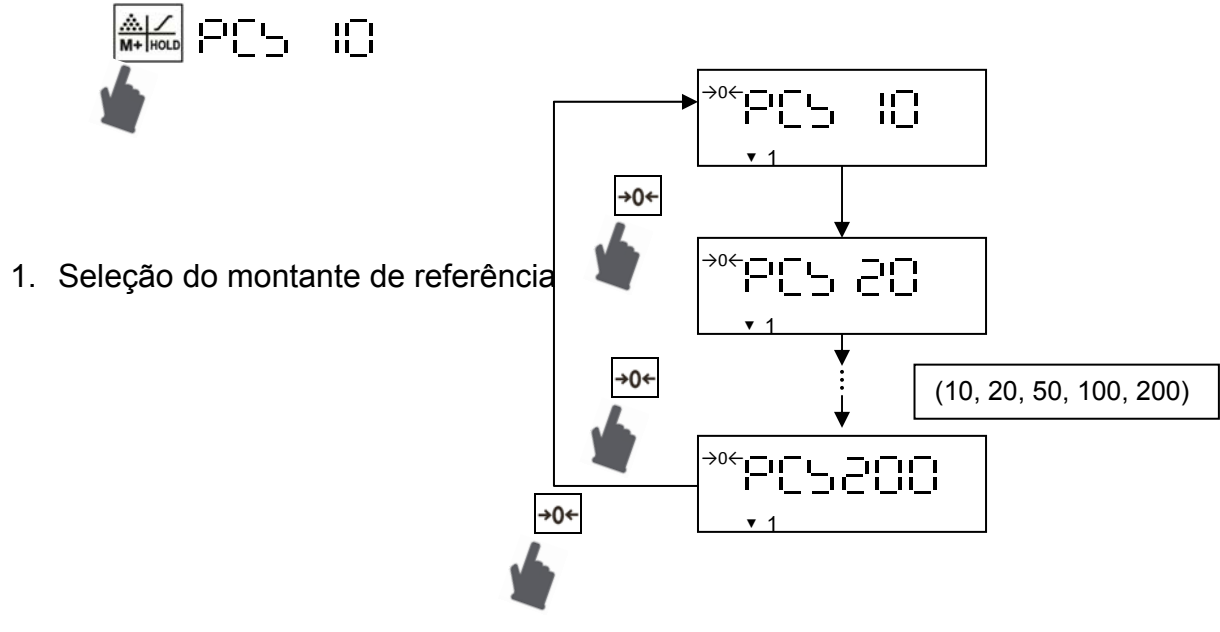 M+ HOLD PCS 10
→0← PCS 10
▼ 1
→0←
1. Seleção do montante de referência
→0← PCS 20
▼ 1
→0←
(10, 20, 50, 100, 200)
→0← PCS200
▼ 1
→0←